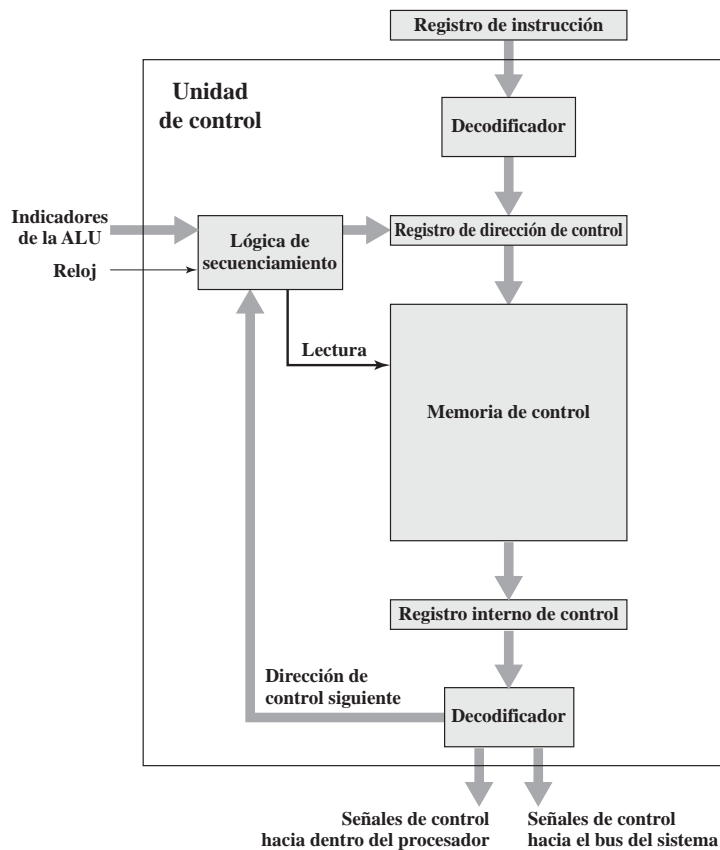 Registro de instrucción
Unidad
de control
Decodificador
Indicadores
de la ALU
Reloj
Lógica de
secuenciamiento
Registro de dirección de control
Lectura
Memoria de control
Registro interno de control
Dirección de
control siguiente
Decodificador
Señales de control
hacia dentro del procesador
Señales de control
hacia el bus del sistema